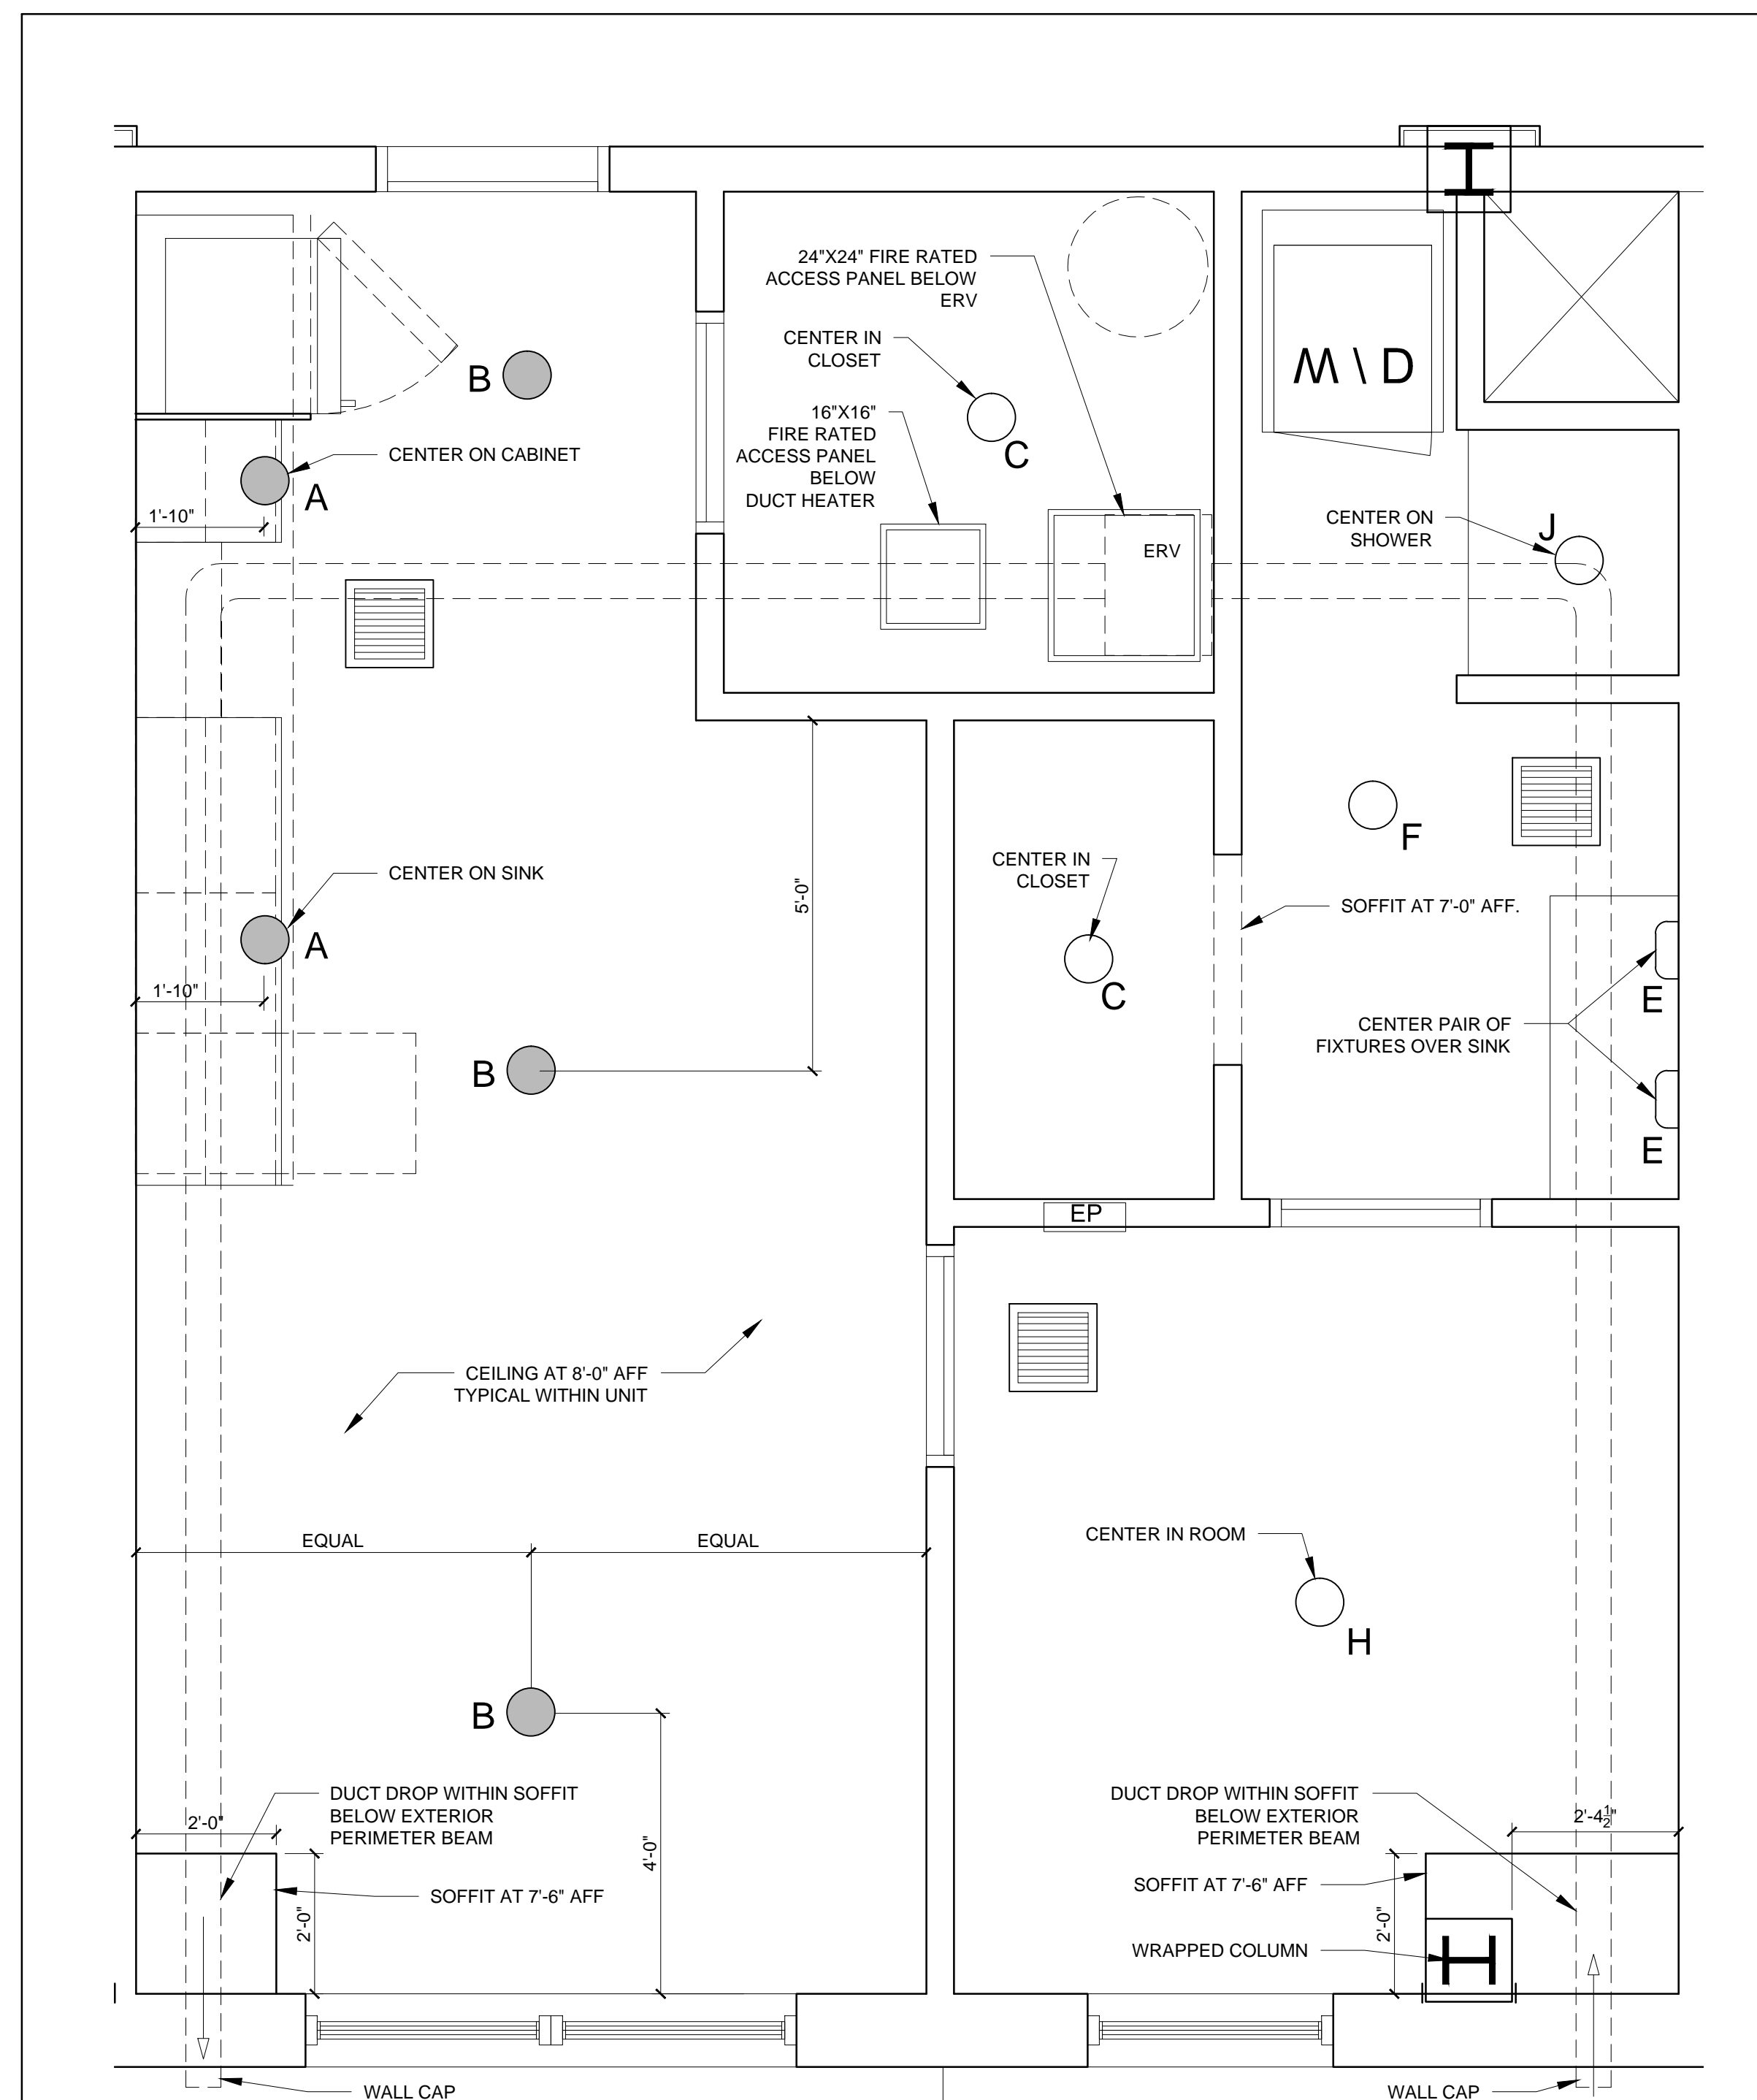 24"X24" FIRE RATED
ACCESS PANEL BELOW
ERV
CENTER IN
CLOSET
16"X16"
FIRE RATED
ACCESS PANEL
BELOW
DUCT HEATER
W \ D
B
C
CENTER ON CABINET
A
1'-10"
ERV
CENTER ON
SHOWER
J
F
CENTER ON SINK
A
1'-10"
5'-0"
CENTER IN
CLOSET
C
SOFFIT AT 7'-0" AFF.
E
CENTER PAIR OF
FIXTURES OVER SINK
E
B
EP
CEILING AT 8'-0" AFF
TYPICAL WITHIN UNIT
EQUAL
EQUAL
CENTER IN ROOM
H
B
DUCT DROP WITHIN SOFFIT
BELOW EXTERIOR
PERIMETER BEAM
2'-0"
4'-0"
SOFFIT AT 7'-6" AFF
2'-0"
DUCT DROP WITHIN SOFFIT
BELOW EXTERIOR
PERIMETER BEAM
2'-4 1/2"
SOFFIT AT 7'-6" AFF
2'-0"
WRAPPED COLUMN
WALL CAP
WALL CAP